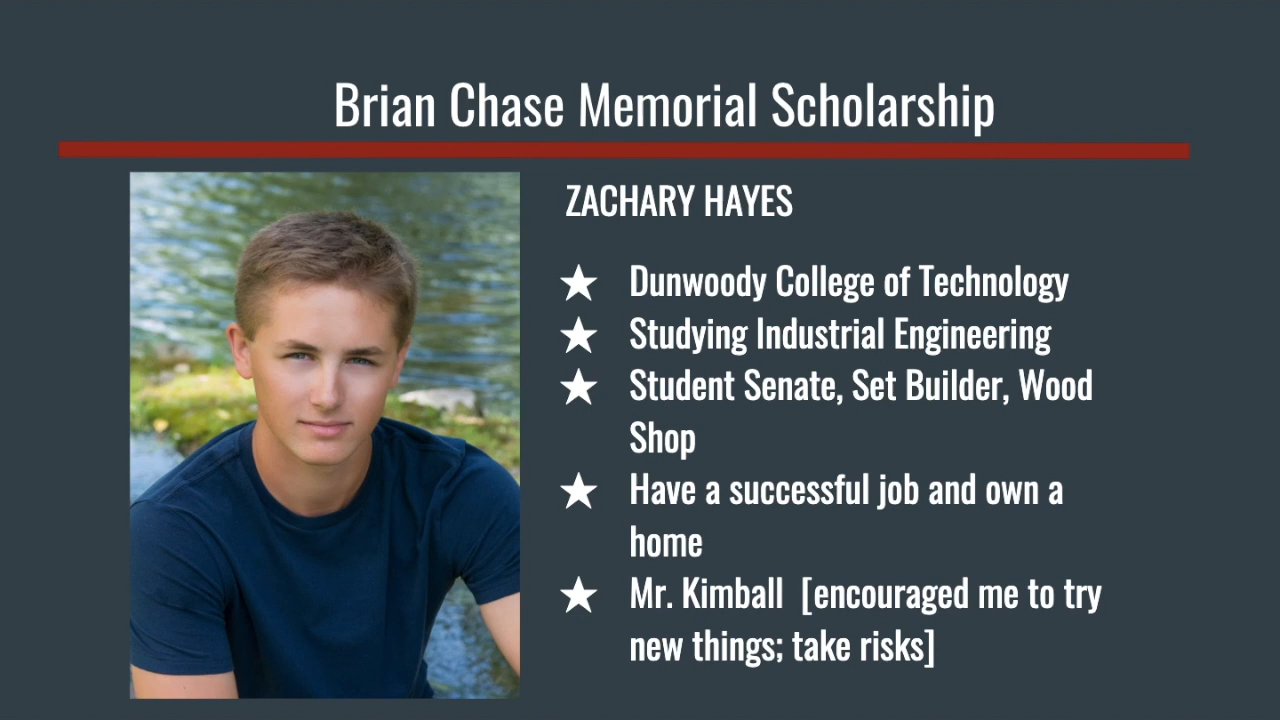 Brian Chase Memorial Scholarship
ZACHARY HAYES
Dunwoody College of Technology
Studying Industrial Engineering
Student Senate, Set Builder, Wood
Shop
Have a successful job and own a
home
Mr. Kimball  [encouraged me to try
new things; take risks]